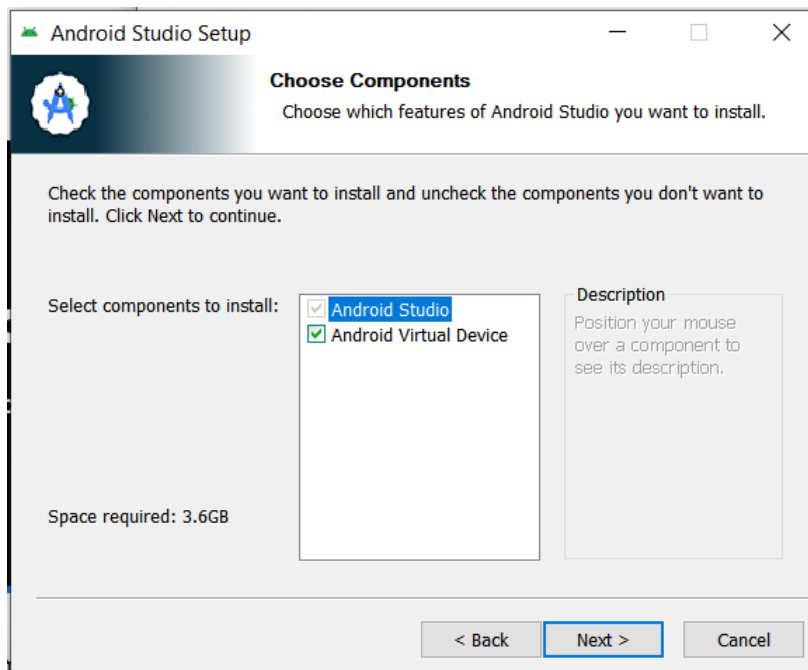 Android Studio Setup
Choose Components
Choose which features of Android Studio you want to install.
Check the components you want to install and uncheck the components you don't want to
install. Click Next to continue.
Select components to install:
Android Studio
Android Virtual Device
Description
Position your mouse
over a component to
see its description.
Space required: 3.6GB
< Back
Next >
Cancel